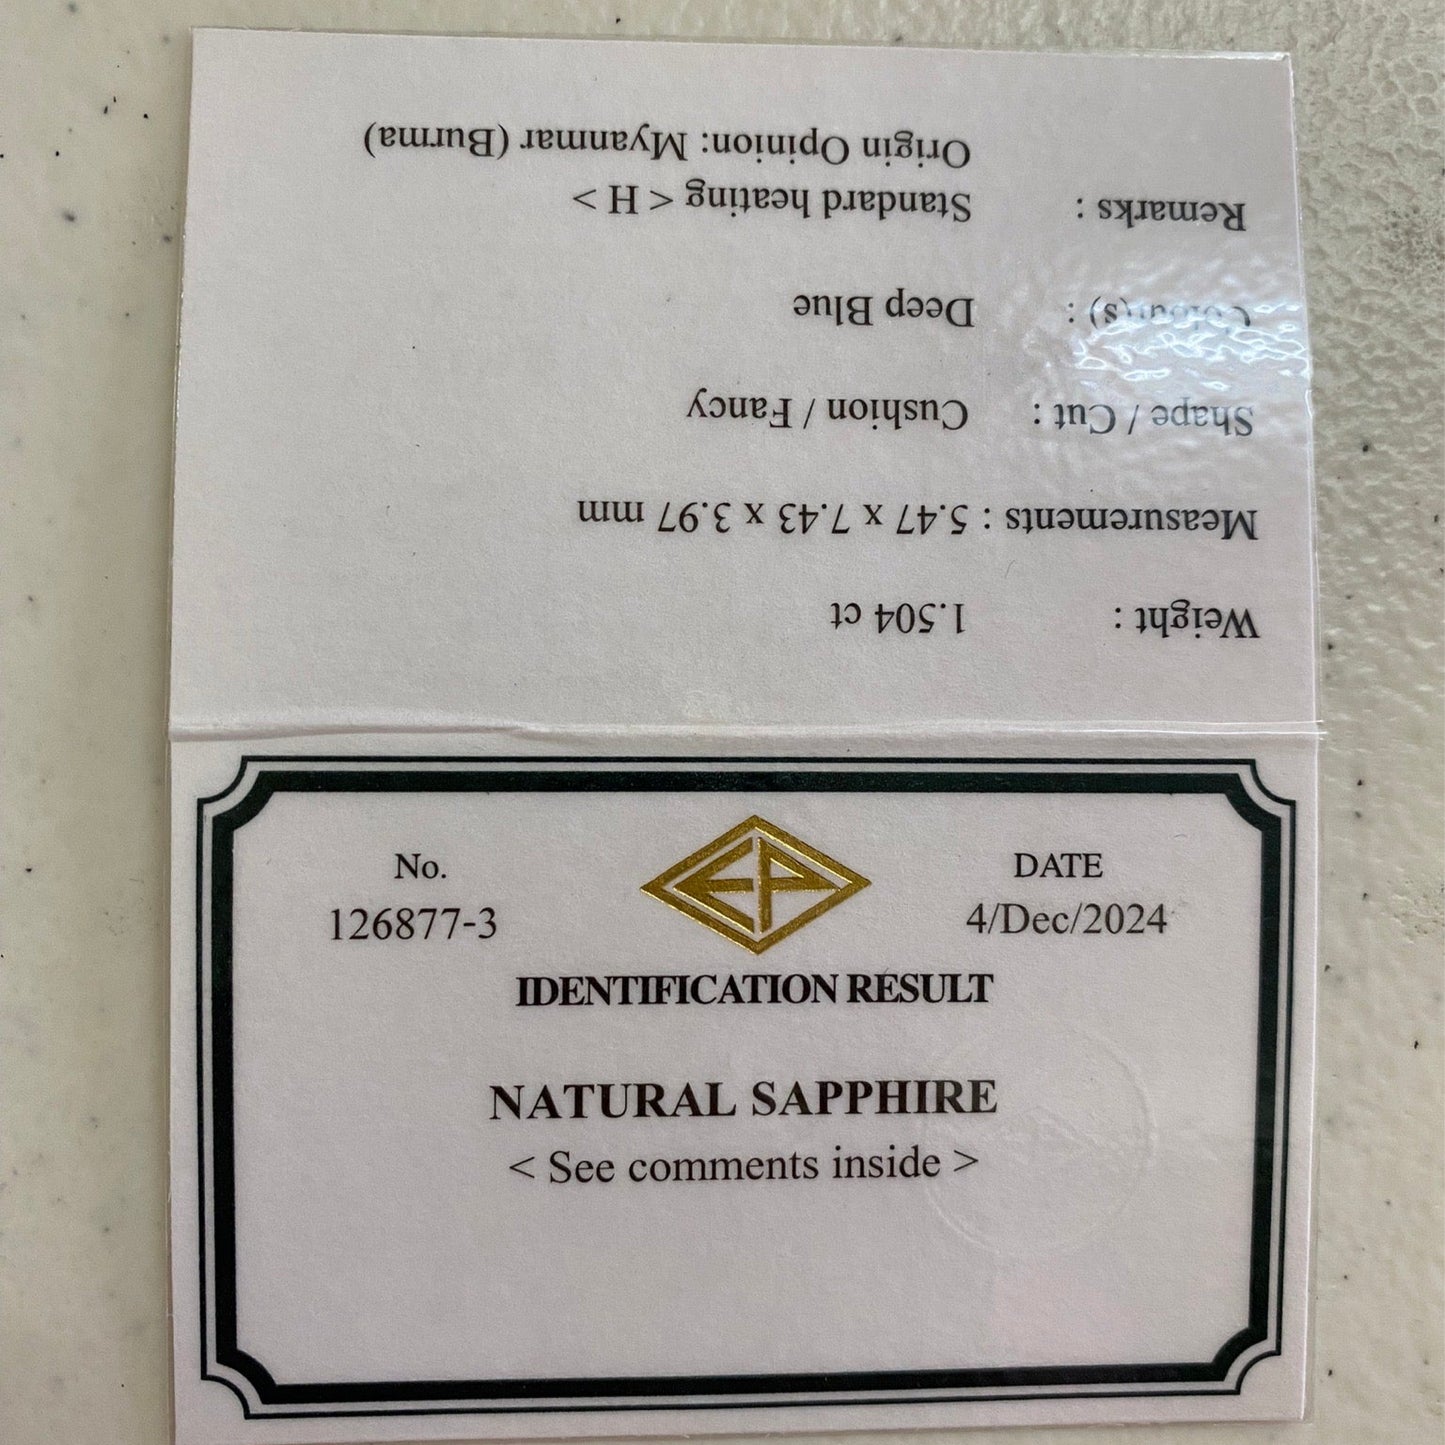 No.
126877-3
EP
DATE
4/Dec/2024
IDENTIFICATION RESULT
NATURAL SAPPHIRE
< See comments inside >
Weight : 1.504 ct
Measurements : 5.47 x 7.43 x 3.97 mm
Shape / Cut : Cushion / Fancy
Colour(s) : Deep Blue
Remarks : Standard heating < H >
Origin Opinion: Myanmar (Burma)